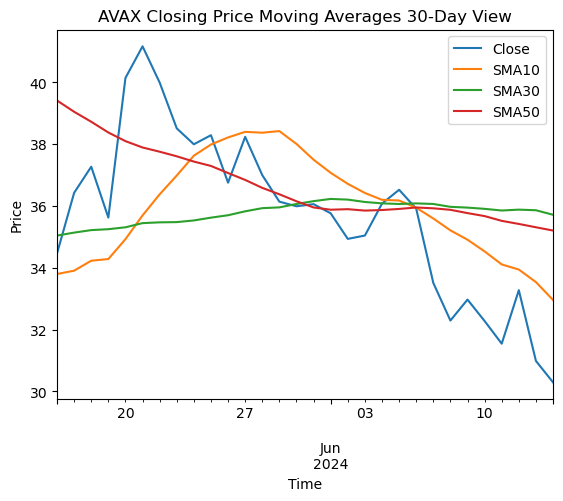 AVAX Closing Price Moving Averages 30-Day View
Close
SMA10
SMA30
SMA50
Price
40
38
36
34
32
30
20
27
03
10
Jun
2024
Time